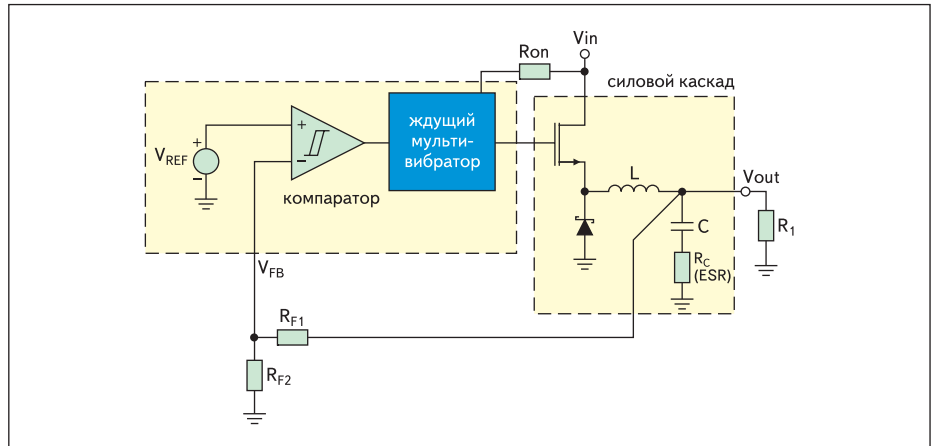 Vin
Ron
силовой каскад
ждущий
мульти-
вибратор
+
+
VREF
-
-
компаратор
L
Vout
C
R1
RC
(ESR)
VFB
RF1
RF2